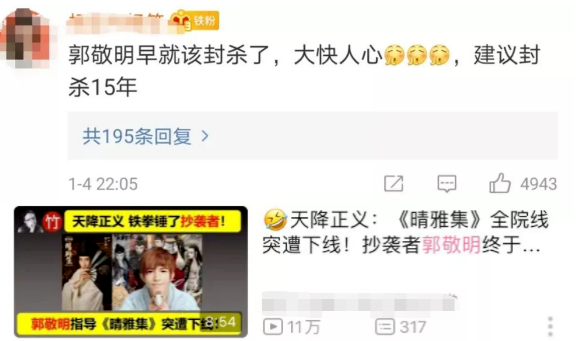 铁粉
郭敬明早就该封杀了,大快人心,建议封
杀15年
共195条回复 >
1-4 22:05
4943
竹
天降正义 铁拳锤了抄袭者!
郭敬明指导《晴雅集》突遭下线!
8:54
天降正义:《晴雅集》全院线
突遭下线!抄袭者郭敬明终于...
11万
317